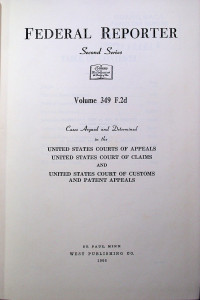 FEDERAL REPORTER
Second Series
Volume 349 F.2d
Cases Argued and Determined
in the
UNITED STATES COURTS OF APPEALS
UNITED STATES COURT OF CLAIMS
AND
UNITED STATES COURT OF CUSTOMS
AND PATENT APPEALS
ST. PAUL, MINN
WEST PUBLISHING CO.